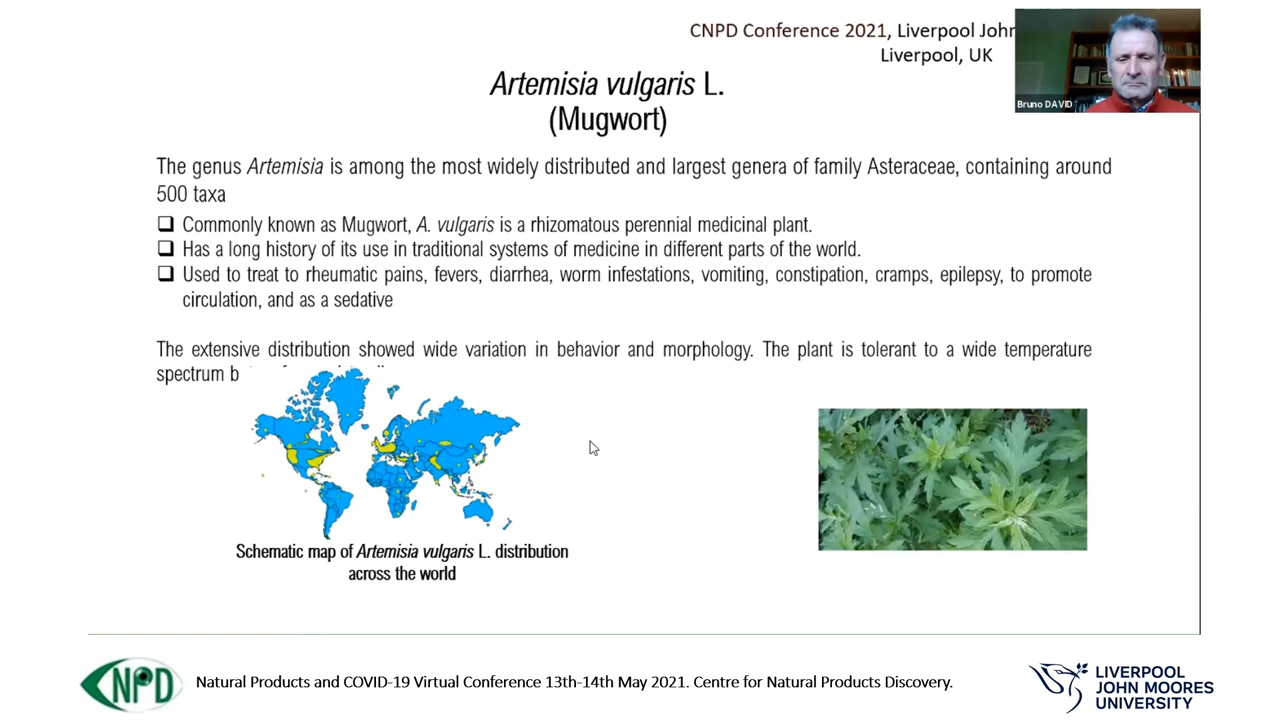 CNPD Conference 2021, Liverpool John
Liverpool, UK
Bruno DAVID
Artemisia vulgaris L.
(Mugwort)
The genus Artemisia is among the most widely distributed and largest genera of family Asteraceae, containing around
500 taxa
Commonly known as Mugwort, A. vulgaris is a rhizomatous perennial medicinal plant.
Has a long history of its use in traditional systems of medicine in different parts of the world.
Used to treat to rheumatic pains, fevers, diarrhea, worm infestations, vomiting, constipation, cramps, epilepsy, to promote
circulation, and as a sedative
The extensive distribution showed wide variation in behavior and morphology. The plant is tolerant to a wide temperature
spectrum b
Schematic map of Artemisia vulgaris L. distribution
across the world
CNPD
Natural Products and COVID-19 Virtual Conference 13th-14th May 2021. Centre for Natural Products Discovery.
LIVERPOOL
JOHN MOORES
UNIVERSITY